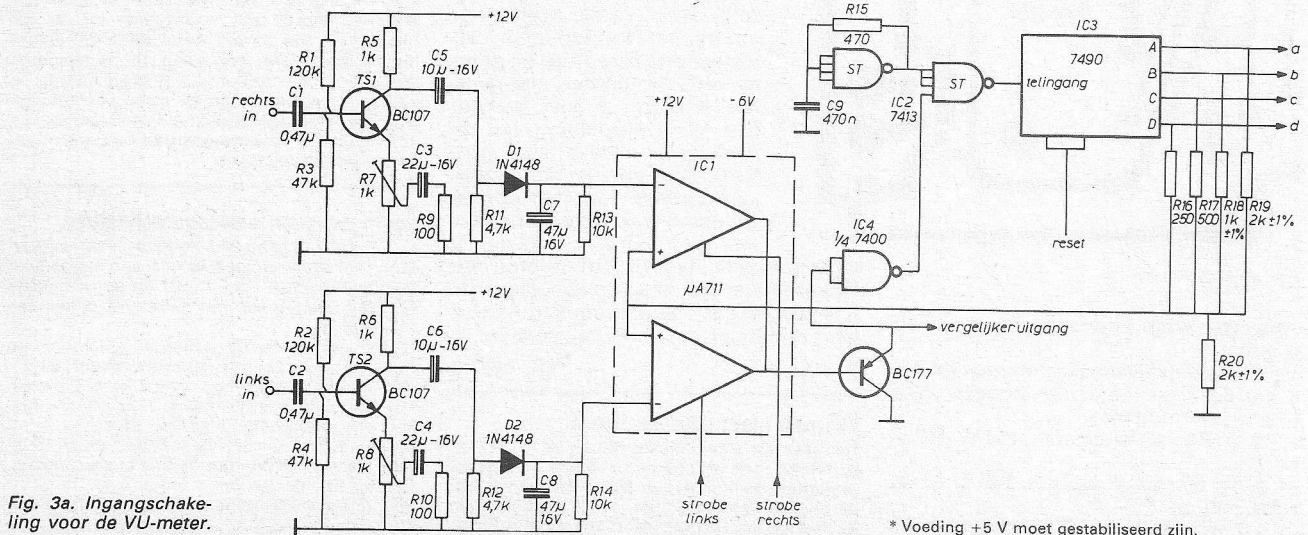 +12V
R1
120k
R5
1k
C5
10µ-16V
TS1
BC107
rechts
in
C1
0,47µ
R3
47k
R7
1k
C3
22µ-16V
R9
100
D1
1N4148
R11
4,7k
C7
47µ
16V
R13
10k
+12V
-6V
IC1
µA711
R15
470
ST
C9
470n
IC2
7413
ST
IC3
7490
telingang
A
B
C
D
a
b
c
d
reset
R16
250
R17
500
R18
1k
±1%
R19
2k±1%
IC4
1/4 7400
vergelijkeruitgang
BC177
R20
2k±1%
+12V
R2
120k
R6
1k
C6
10µ-16V
TS2
BC107
links
in
C2
0,47µ
R4
47k
R8
1k
C4
22µ-16V
R10
100
D2
1N4148
R12
4,7k
C8
47µ
16V
R14
10k
strobe
links
strobe
rechts
Fig. 3a. Ingangschake-
ling voor de VU-meter.
* Voeding +5 V moet gestabiliseerd zijn.